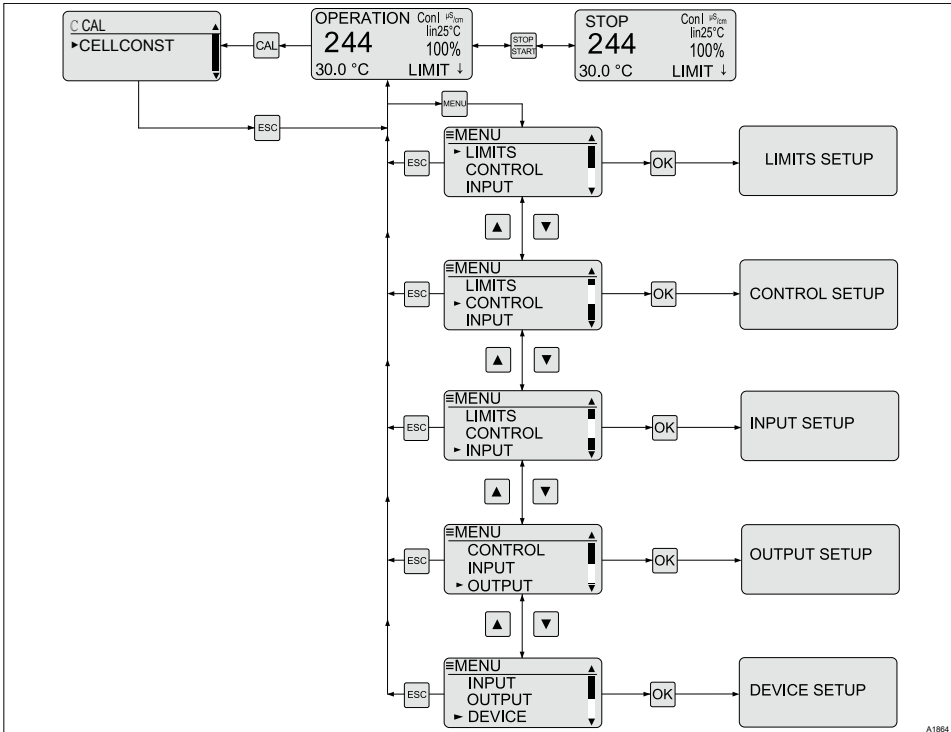 C CAL
►CELLCONST
CAL
OPERATION ConI µS/cm
244 lin25°C
100%
30.0 °C LIMIT ↓
STOP
START
STOP ConI µS/cm
244 lin25°C
100%
30.0 °C LIMIT ↓
ESC
MENU
≡MENU
► LIMITS
CONTROL
INPUT
ESC
OK
LIMITS SETUP
▲ ▼
≡MENU
LIMITS
► CONTROL
INPUT
ESC
OK
CONTROL SETUP
▲ ▼
≡MENU
LIMITS
CONTROL
► INPUT
ESC
OK
INPUT SETUP
▲ ▼
≡MENU
CONTROL
INPUT
► OUTPUT
ESC
OK
OUTPUT SETUP
▲ ▼
≡MENU
INPUT
OUTPUT
► DEVICE
ESC
OK
DEVICE SETUP
A1864